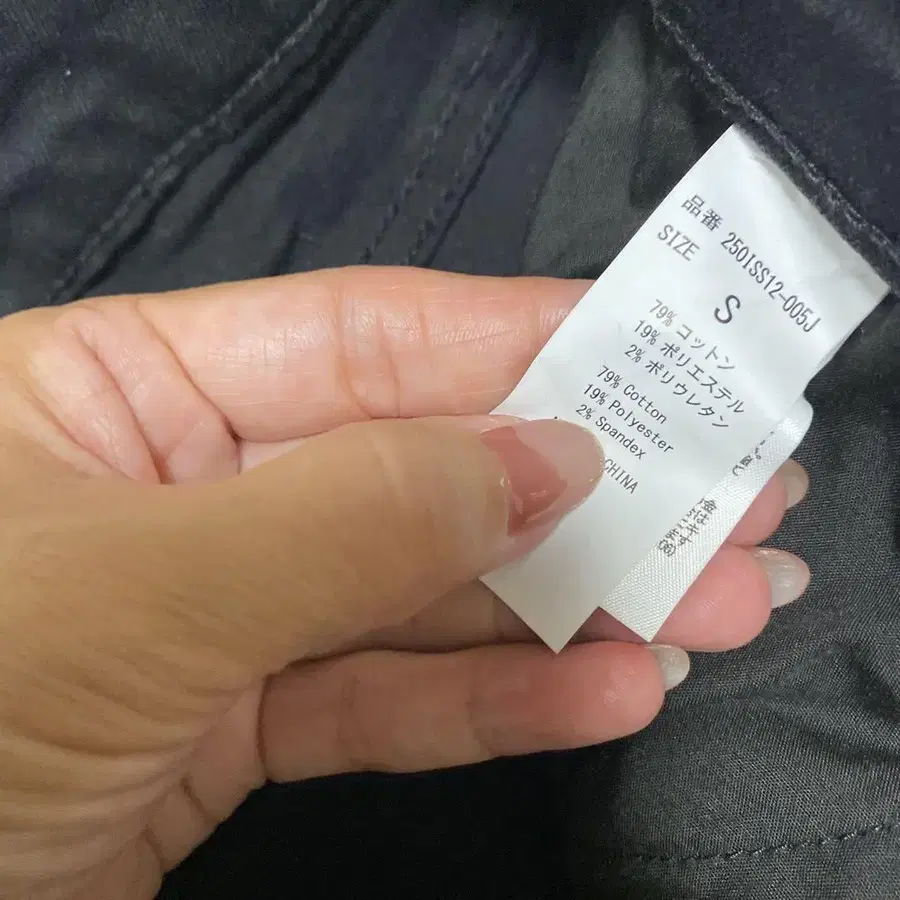 品番 250ISS12-005J
SIZE
S
79% コットン
19% ポリエステル
2% ポリウレタン
79% Cotton
19% Polyester
2% Spandex
CHINA